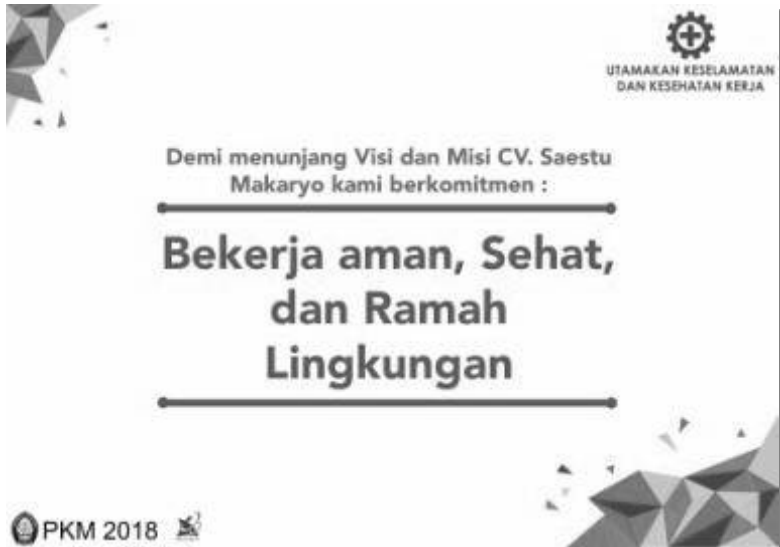 UTAMAKAN KESELAMATAN
DAN KESEHATAN KERJA
Demi menunjang Visi dan Misi CV. Saestu
Makaryo kami berkomitmen :
Bekerja aman, Sehat,
dan Ramah
Lingkungan
PKM 2018